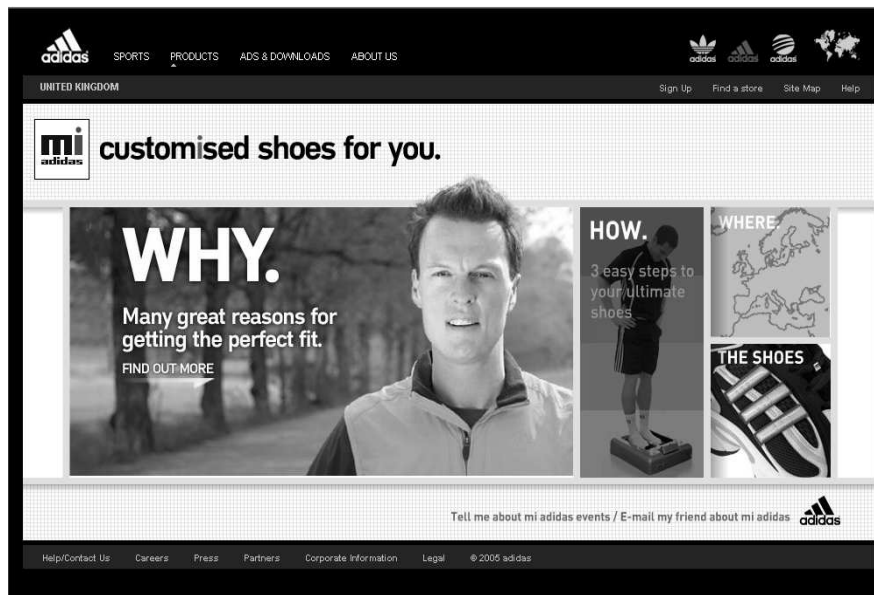 adidas
SPORTS PRODUCTS ADS & DOWNLOADS ABOUT US
adidas adidas adidas
UNITED KINGDOM
Sign Up Find a store Site Map Help
mi
adidas
customised shoes for you.
WHY.
Many great reasons for
getting the perfect fit.
FIND OUT MORE
HOW.
3 easy steps to
your ultimate
shoes
WHERE.
THE SHOES
Tell me about mi adidas events / E-mail my friend about mi adidas
adidas
Help/Contact Us Careers Press Partners Corporate Information Legal © 2005 adidas